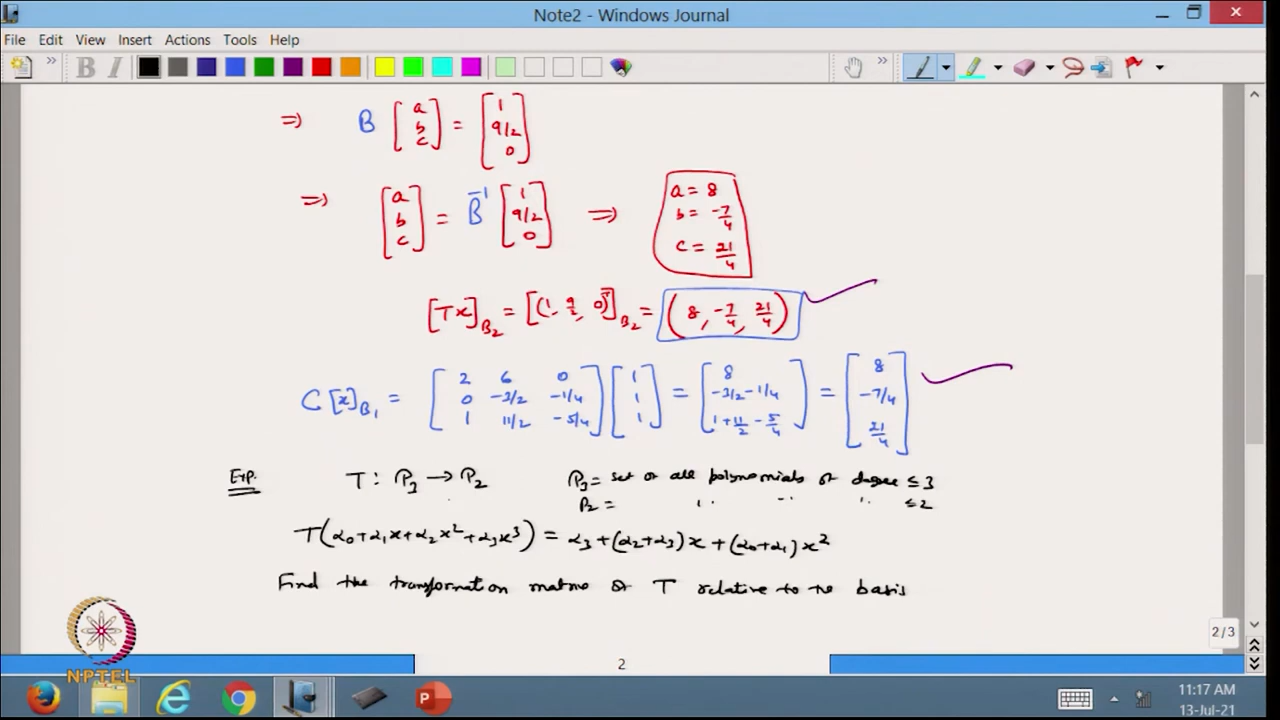 Note2 - Windows Journal
File Edit View Insert Actions Tools Help
⇒ B [a b c] = [1 9/2 0]
⇒ [a b c] = B⁻¹ [1 9/2 0] ⇒ a = 8
b = -7/4
c = 21/4
[Tx]_B₂ = [(1, 9/2, 0)ᵀ]_B₂ = (8, -7/4, 21/4)
C[x]_B₁ = [2 6 0; 0 -3/2 -1/4; 1 11/2 -5/4] [1 1 1] = [8; -3/2-1/4; 1+11/2-5/4] = [8; -7/4; 21/4]
Exp. T: P₃ → P₂ P₃ = set of all polynomials of degree ≤ 3
P₂ = " " " ≤ 2
T(α₀+α₁x+α₂x²+α₃x³) = α₃+(α₂+α₃)x+(α₀+α₁)x²
Find the transformation matrix of T relative to the basis
2/3
NPTEL
2
11:17 AM
13-Jul-21